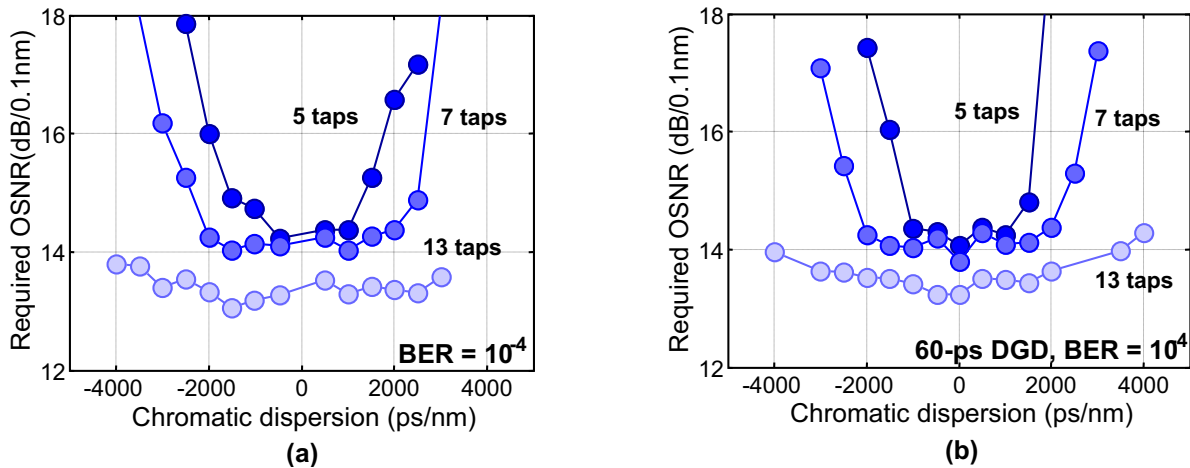 18
16
14
12
Required OSNR(dB/0.1nm)
5 taps
7 taps
13 taps
BER = 10-4
-4000 -2000 0 2000 4000
Chromatic dispersion (ps/nm)
(a)
18
16
14
12
Required OSNR (dB/0.1nm)
5 taps
7 taps
13 taps
60-ps DGD, BER = 104
-4000 -2000 0 2000 4000
Chromatic dispersion (ps/nm)
(b)